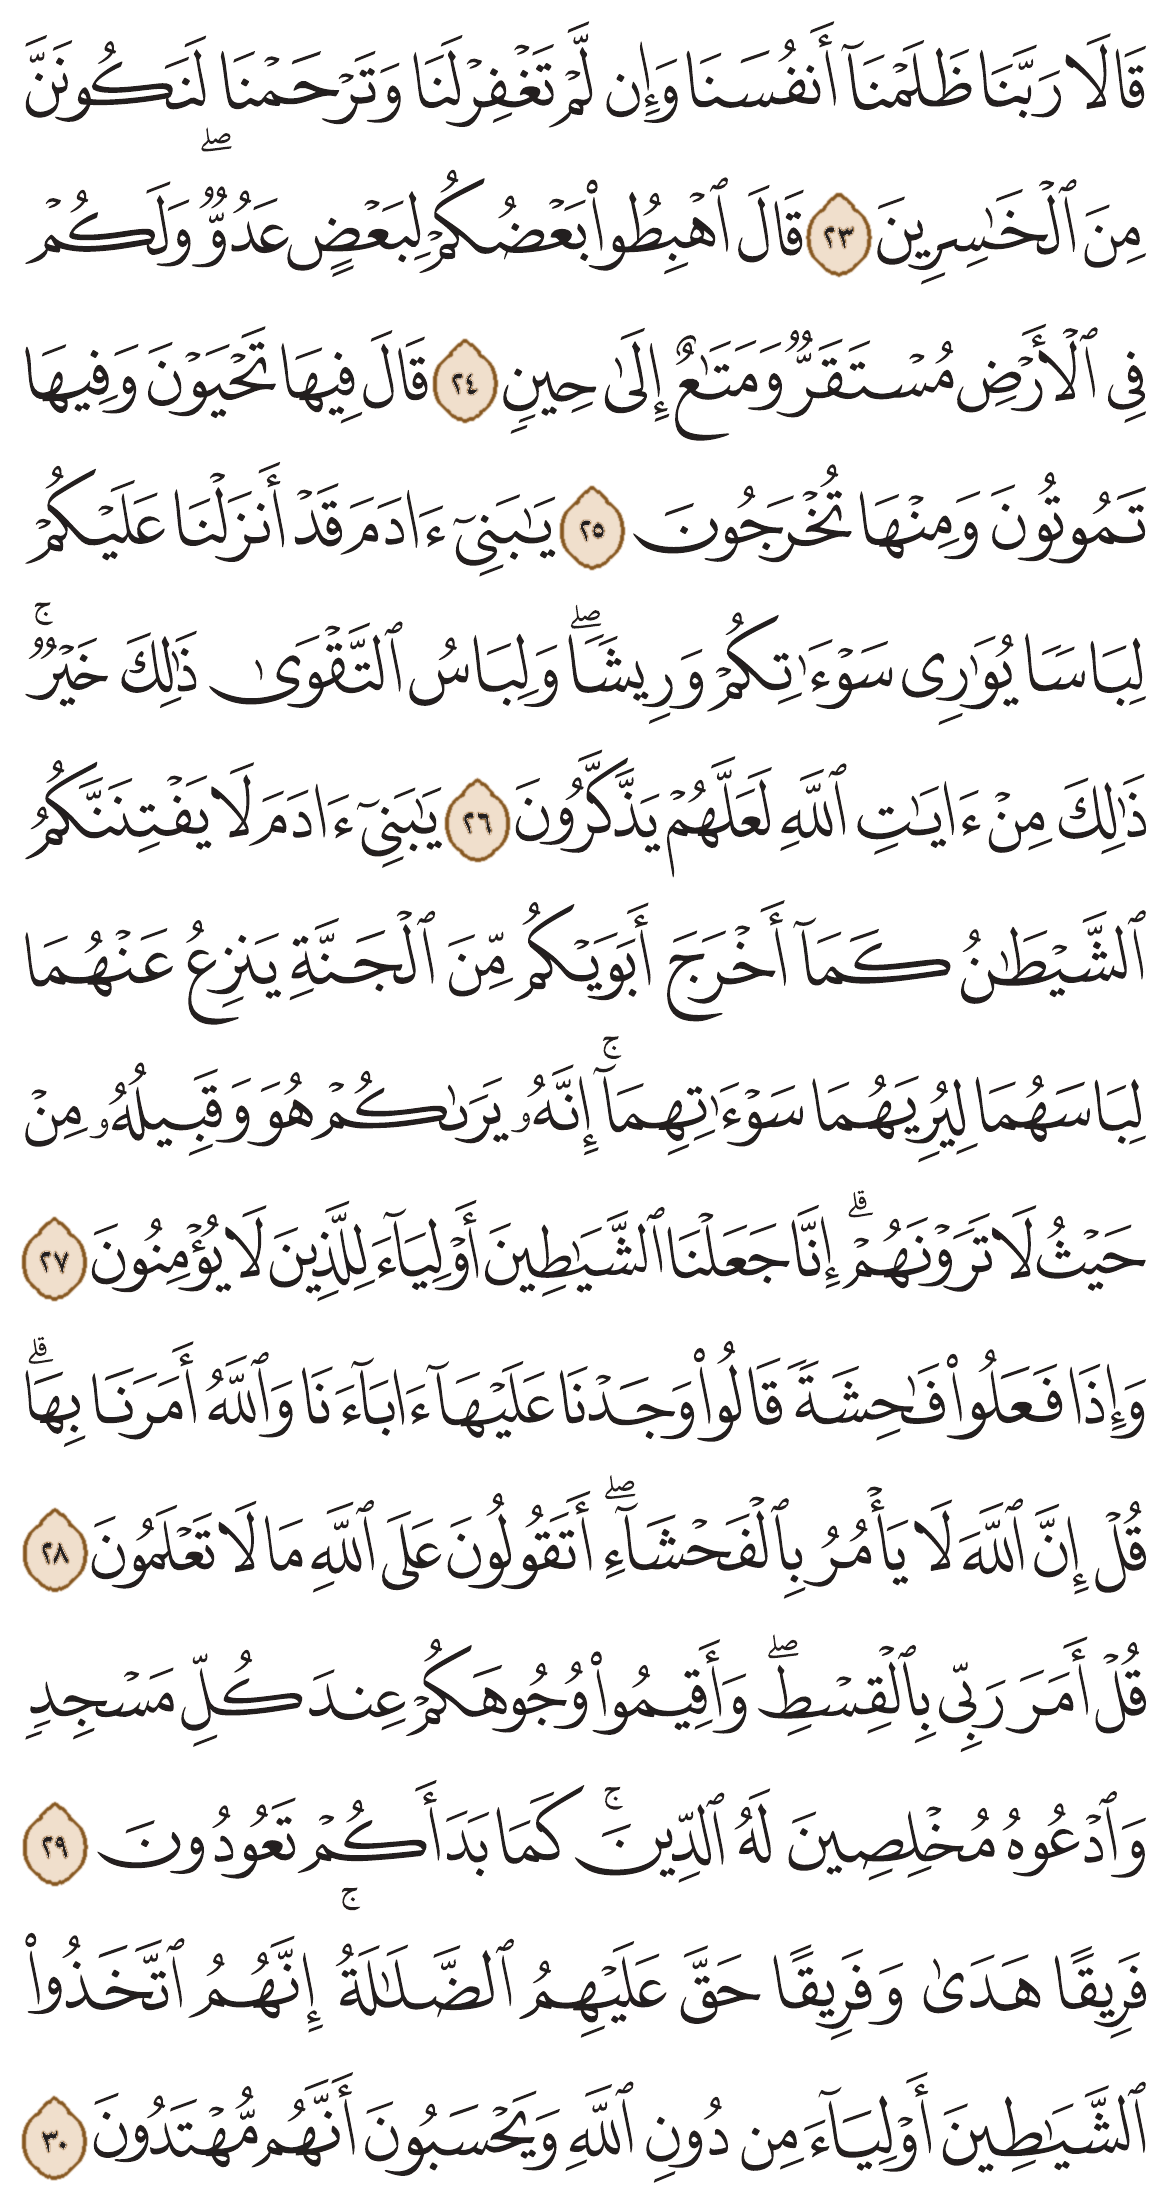 قَالَا رَبَّنَا ظَلَمۡنَآ أَنفُسَنَا وَإِن لَّمۡ تَغۡفِرۡ لَنَا وَتَرۡحَمۡنَا لَنَكُونَنَّ
مِنَ ٱلۡخَٰسِرِينَ ٢٣ قَالَ ٱهۡبِطُواْ بَعۡضُكُمۡ لِبَعۡضٍ عَدُوّٞۖ وَلَكُمۡ
فِي ٱلۡأَرۡضِ مُسۡتَقَرّٞ وَمَتَٰعٌ إِلَىٰ حِينٖ ٢٤ قَالَ فِيهَا تَحۡيَوۡنَ وَفِيهَا
تَمُوتُونَ وَمِنۡهَا تُخۡرَجُونَ ٢٥ يَٰبَنِيٓ ءَادَمَ قَدۡ أَنزَلۡنَا عَلَيۡكُمۡ
لِبَاسٗا يُوَٰرِي سَوۡءَٰتِكُمۡ وَرِيشٗاۖ وَلِبَاسُ ٱلتَّقۡوَىٰ ذَٰلِكَ خَيۡرٞۚ
ذَٰلِكَ مِنۡ ءَايَٰتِ ٱللَّهِ لَعَلَّهُمۡ يَذَّكَّرُونَ ٢٦ يَٰبَنِيٓ ءَادَمَ لَا يَفۡتِنَنَّكُمُ
ٱلشَّيۡطَٰنُ كَمَآ أَخۡرَجَ أَبَوَيۡكُم مِّنَ ٱلۡجَنَّةِ يَنزِعُ عَنۡهُمَا
لِبَاسَهُمَا لِيُرِيَهُمَا سَوۡءَٰتِهِمَآۚ إِنَّهُۥ يَرَىٰكُمۡ هُوَ وَقَبِيلُهُۥ مِنۡ
حَيۡثُ لَا تَرَوۡنَهُمۡۗ إِنَّا جَعَلۡنَا ٱلشَّيَٰطِينَ أَوۡلِيَآءَ لِلَّذِينَ لَا يُؤۡمِنُونَ ٢٧
وَإِذَا فَعَلُواْ فَٰحِشَةٗ قَالُواْ وَجَدۡنَا عَلَيۡهَآ ءَابَآءَنَا وَٱللَّهُ أَمَرَنَا بِهَاۗ
قُلۡ إِنَّ ٱللَّهَ لَا يَأۡمُرُ بِٱلۡفَحۡشَآءِۖ أَتَقُولُونَ عَلَى ٱللَّهِ مَا لَا تَعۡلَمُونَ ٢٨
قُلۡ أَمَرَ رَبِّي بِٱلۡقِسۡطِۖ وَأَقِيمُواْ وُجُوهَكُمۡ عِندَ كُلِّ مَسۡجِدٖ
وَٱدۡعُوهُ مُخۡلِصِينَ لَهُ ٱلدِّينَۚ كَمَا بَدَأَكُمۡ تَعُودُونَ ٢٩
فَرِيقًا هَدَىٰ وَفَرِيقًا حَقَّ عَلَيۡهِمُ ٱلضَّلَٰلَةُۚ إِنَّهُمُ ٱتَّخَذُواْ
ٱلشَّيَٰطِينَ أَوۡلِيَآءَ مِن دُونِ ٱللَّهِ وَيَحۡسَبُونَ أَنَّهُم مُّهۡتَدُونَ ٣٠